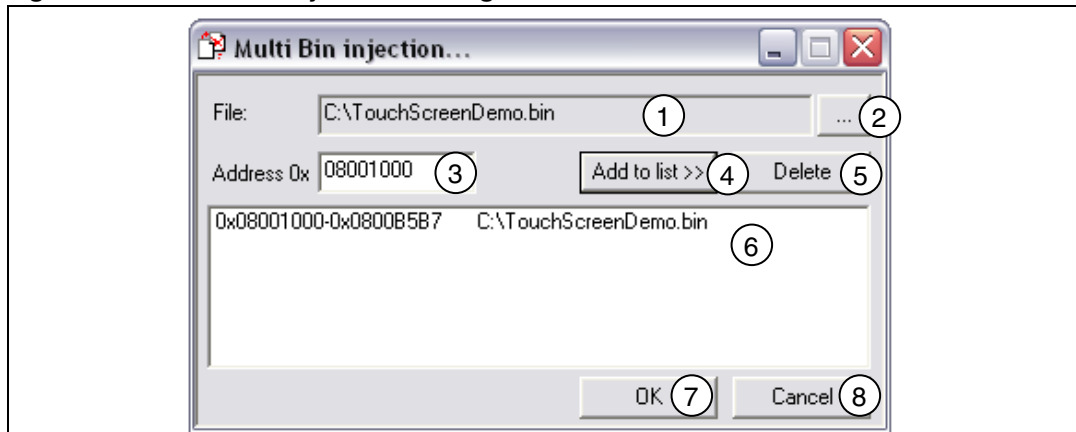 Multi Bin injection...
File: C:\TouchScreenDemo.bin 1 ... 2
Address 0x 08001000 3 Add to list >> 4 Delete 5
0x08001000-0x0800B5B7 C:\TouchScreenDemo.bin
6
OK 7 Cancel 8